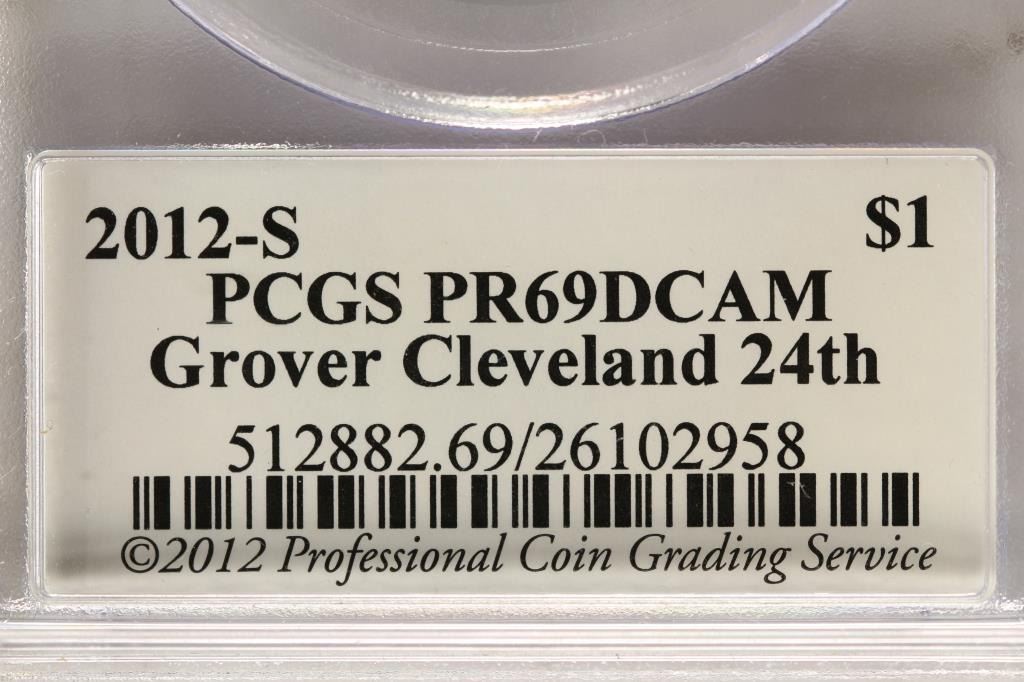 2012-S $1
PCGS PR69DCAM
Grover Cleveland 24th
512882.69/26102958
©2012 Professional Coin Grading Service